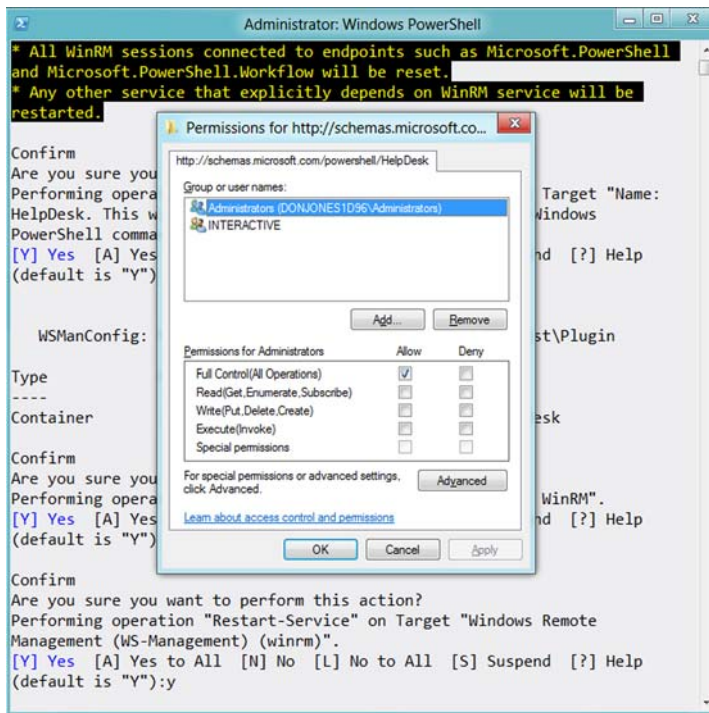 Administrator: Windows PowerShell
* All WinRM sessions connected to endpoints such as Microsoft.PowerShell
and Microsoft.PowerShell.Workflow will be reset.
* Any other service that explicitly depends on WinRM service will be
restarted.
Confirm
Are you sure you
Performing opera Target "Name:
HelpDesk. This w Windows
PowerShell comma
[Y] Yes [A] Yes nd [?] Help
(default is "Y")
WSManConfig: st\Plugin
Type
----
Container esk
Confirm
Are you sure you
Performing opera WinRM".
[Y] Yes [A] Yes nd [?] Help
(default is "Y")
Confirm
Are you sure you want to perform this action?
Performing operation "Restart-Service" on Target "Windows Remote
Management (WS-Management) (winrm)".
[Y] Yes [A] Yes to All [N] No [L] No to All [S] Suspend [?] Help
(default is "Y"):y
Permissions for http://schemas.microsoft.co...
http://schemas.microsoft.com/powershell/HelpDesk
Group or user names:
Administrators (DONJONES1D96\Administrators)
INTERACTIVE
Add... Remove
Permissions for Administrators Allow Deny
Full Control(All Operations)
Read(Get,Enumerate,Subscribe)
Write(Put,Delete,Create)
Execute(Invoke)
Special permissions
For special permissions or advanced settings,
click Advanced. Advanced
Learn about access control and permissions
OK Cancel Apply